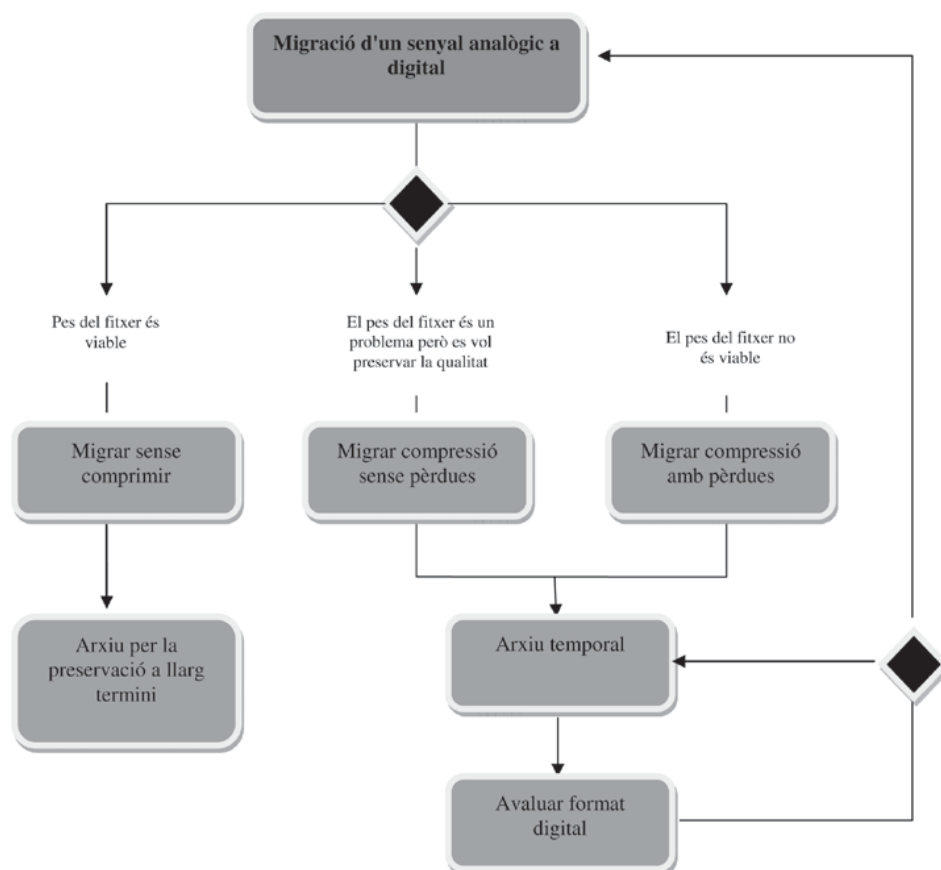 Migració d'un senyal analògic a
digital
Pes del fitxer és
viable
El pes del fitxer és un
problema però es vol
preservar la qualitat
El pes del fitxer no
és viable
Migrar sense
comprimir
Migrar compressió
sense pèrdues
Migrar compressió
amb pèrdues
Arxiu per la
preservació a llarg
termini
Arxiu temporal
Avaluar format
digital